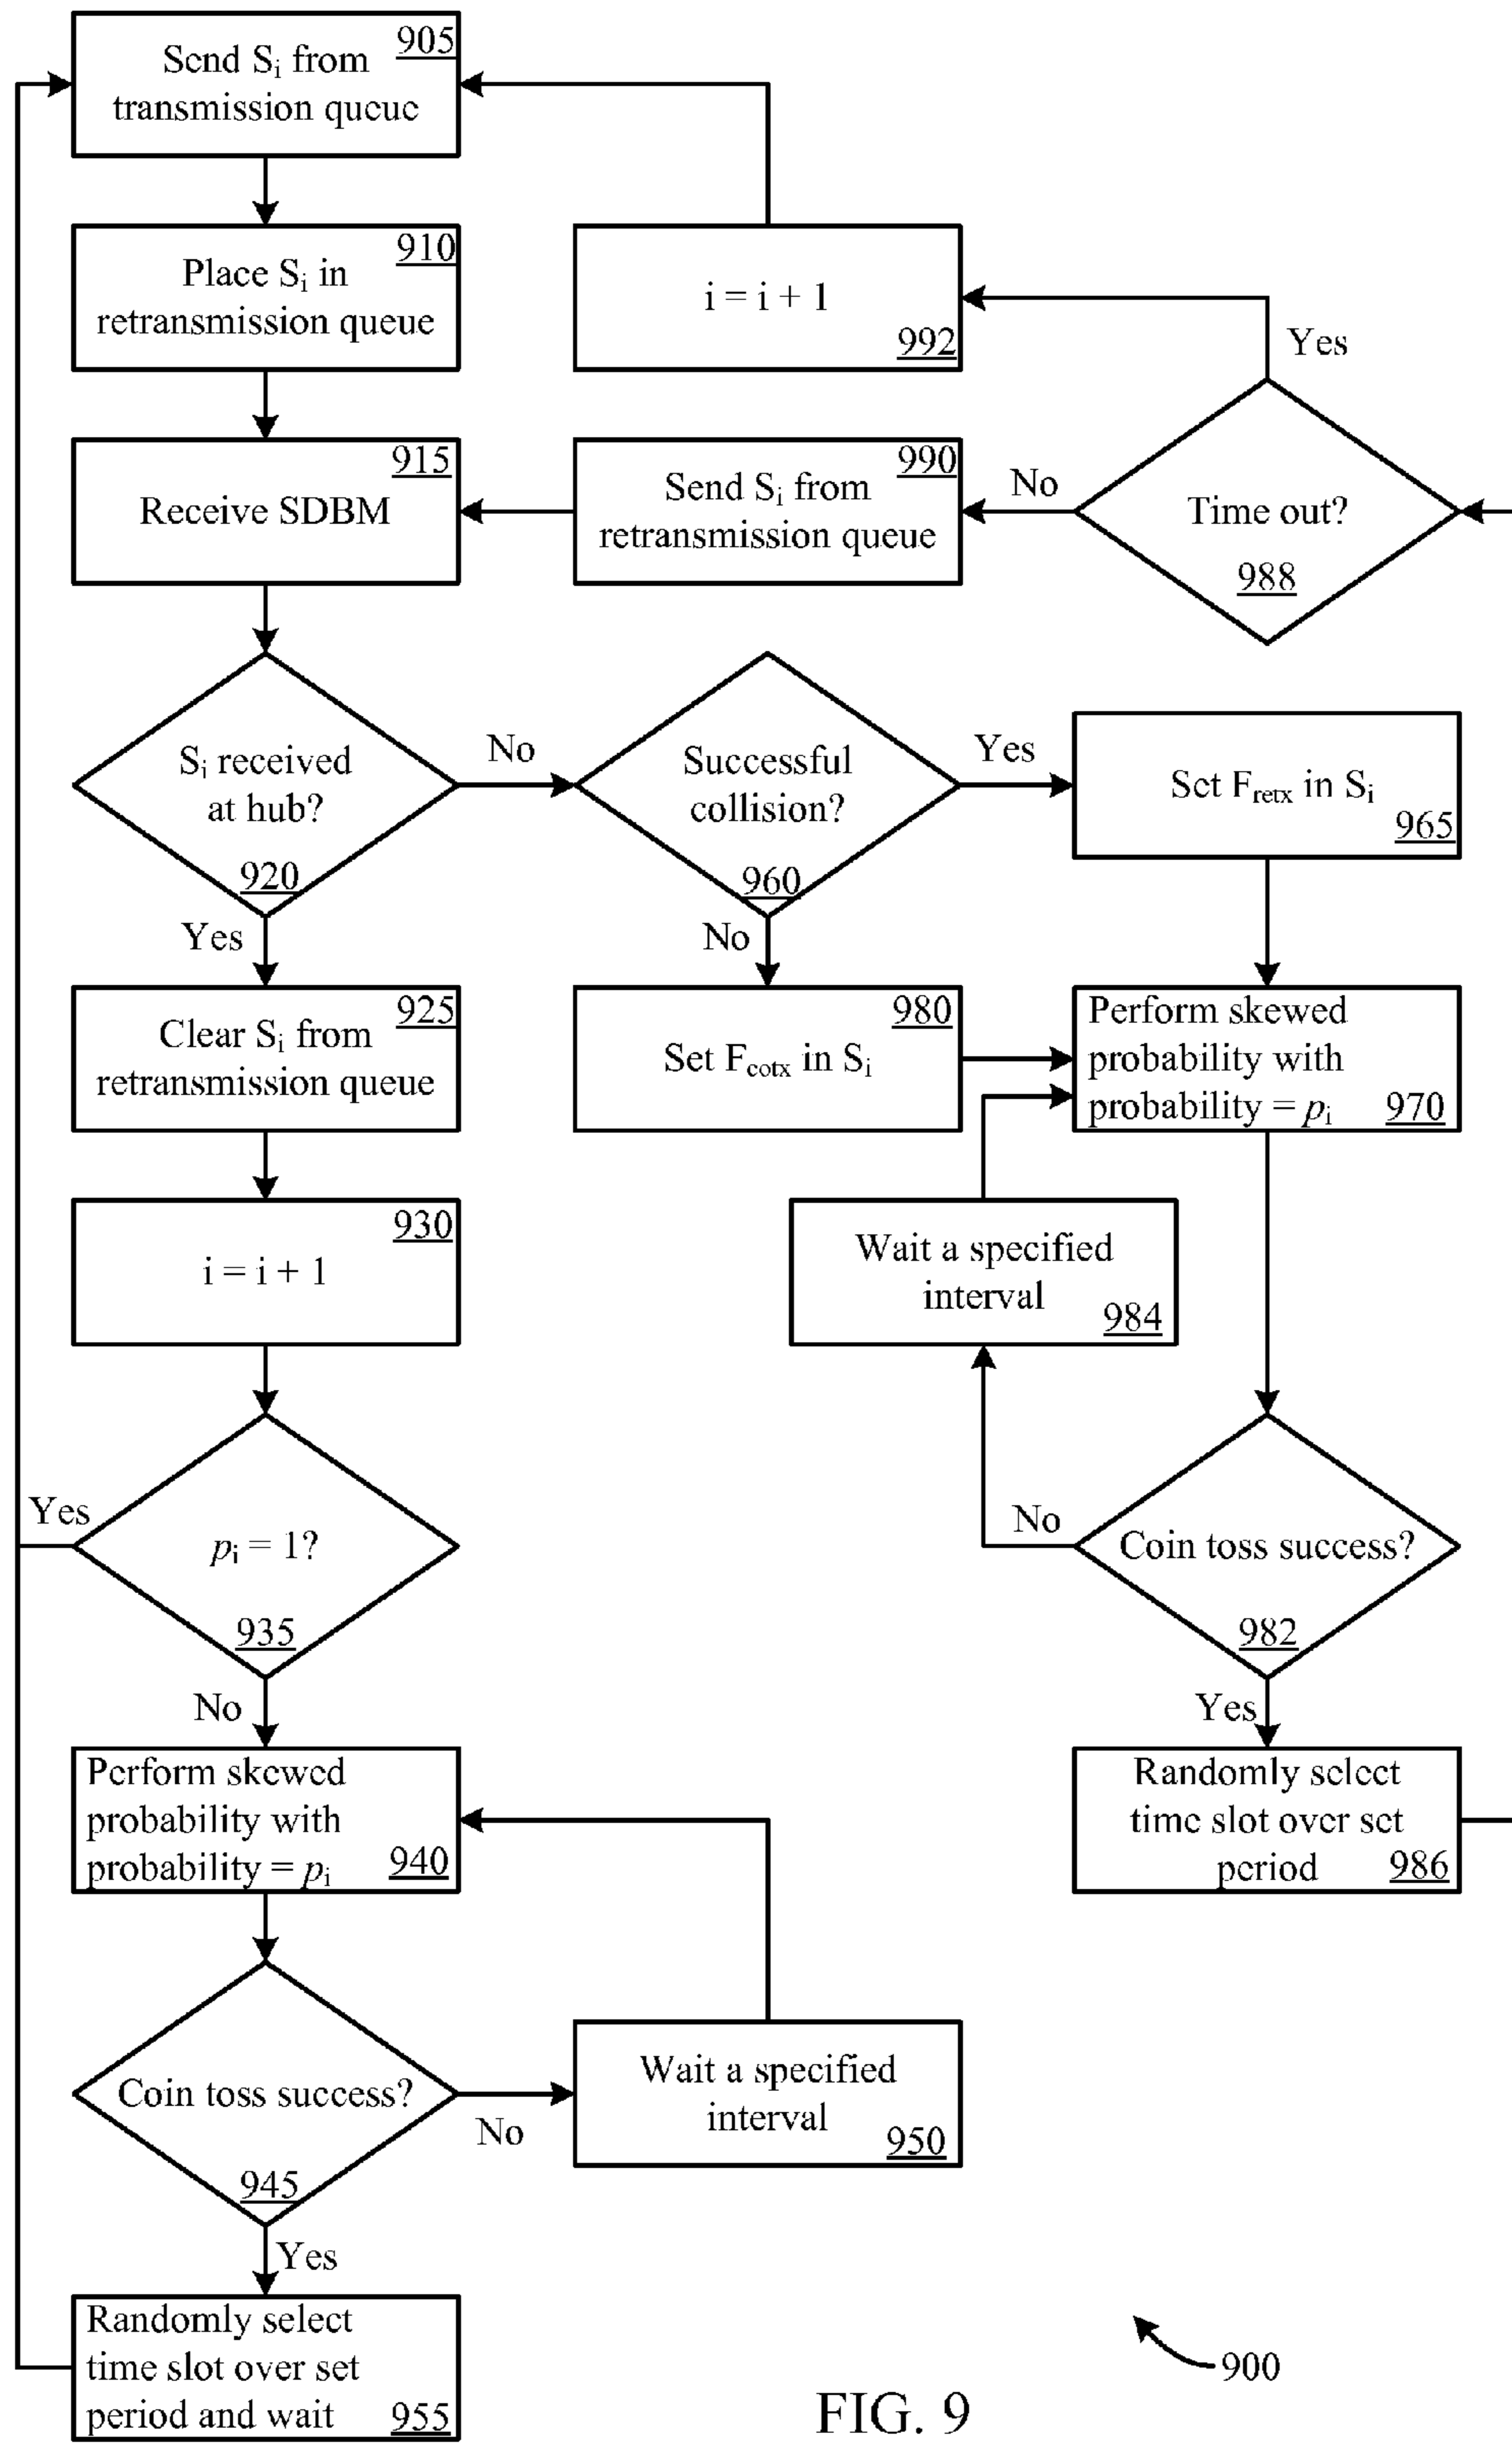 905
Send Si from
transmission queue
910
Place Si in
retransmission queue
i = i + 1
992
Yes
915
Receive SDBM
990
Send Si from
retransmission queue
No
Time out?
988
Si received
at hub?
920
No
Successful
collision?
960
Yes
Set Fretx in Si
965
Yes
No
925
Clear Si from
retransmission queue
980
Set Fcotx in Si
Perform skewed
probability with
probability = pi
970
930
i = i + 1
Wait a specified
interval
984
Yes
pi = 1?
935
No
Coin toss success?
982
No
Yes
Perform skewed
probability with
probability = pi
940
Randomly select
time slot over set
period
986
Coin toss success?
945
No
Wait a specified
interval
950
Yes
Randomly select
time slot over set
period and wait
955
900
FIG. 9